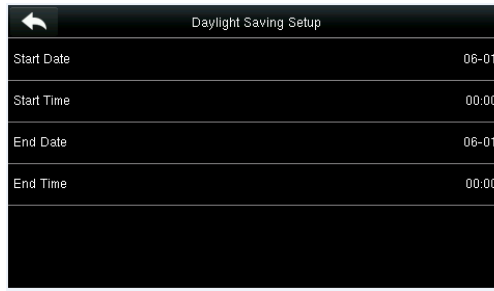 Daylight Saving Setup
Start Date 06-01
Start Time 00:00
End Date 06-01
End Time 00:00